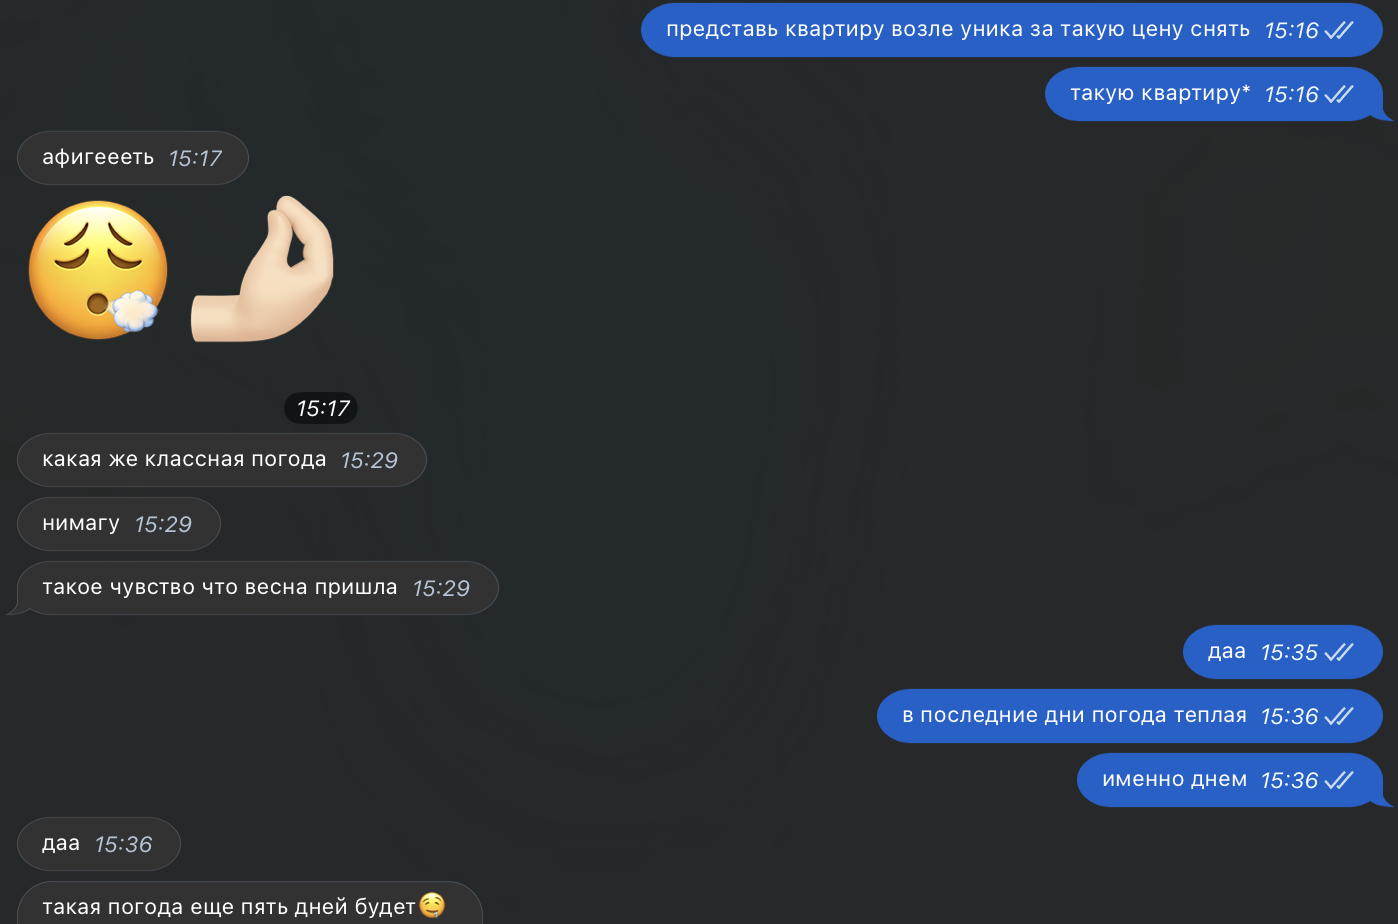 представь квартиру возле уника за такую цену снять 15:16
такую квартиру* 15:16
афигеееть 15:17
15:17
какая же классная погода 15:29
нимагу 15:29
такое чувство что весна пришла 15:29
даа 15:35
в последние дни погода теплая 15:36
именно днем 15:36
даа 15:36
такая погода еще пять дней будет🤤